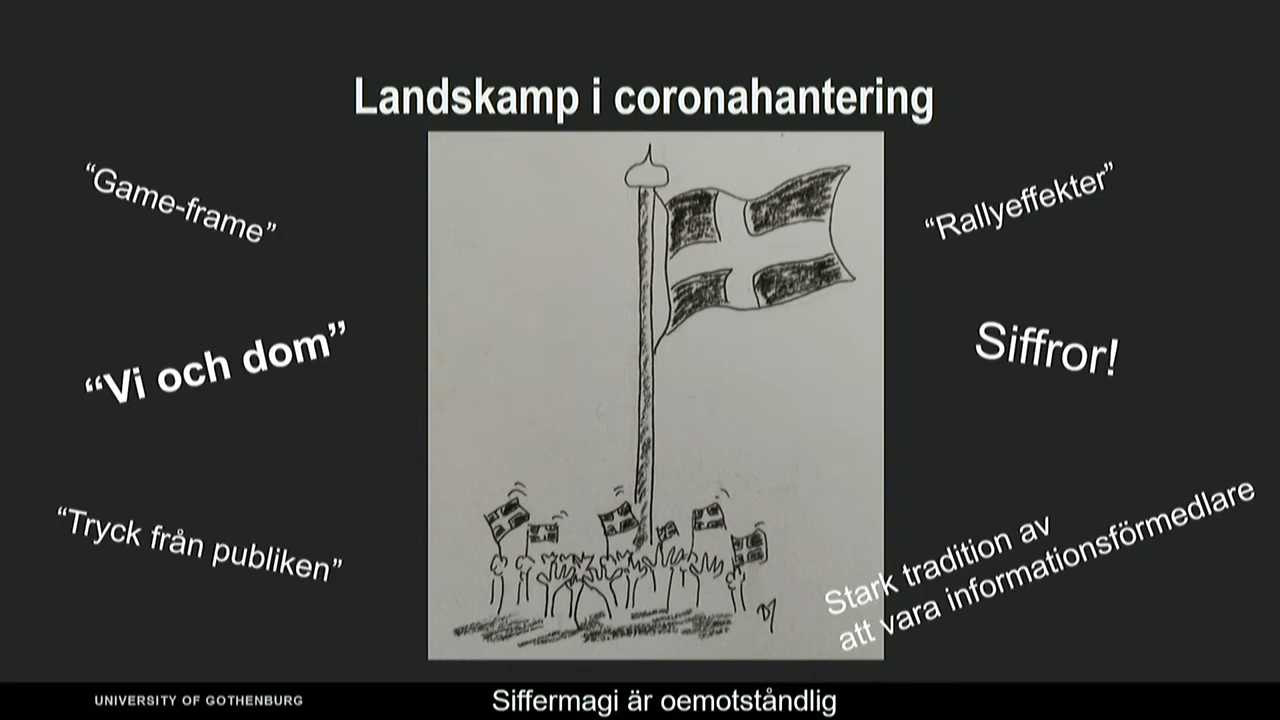 Landskamp i coronahantering
“Game-frame”
“Rallyeffekter”
“Vi och dom”
Siffror!
“Tryck från publiken”
Stark tradition av
att vara informationsförmedlare
UNIVERSITY OF GOTHENBURG
Siffermagi är oemotståndlig